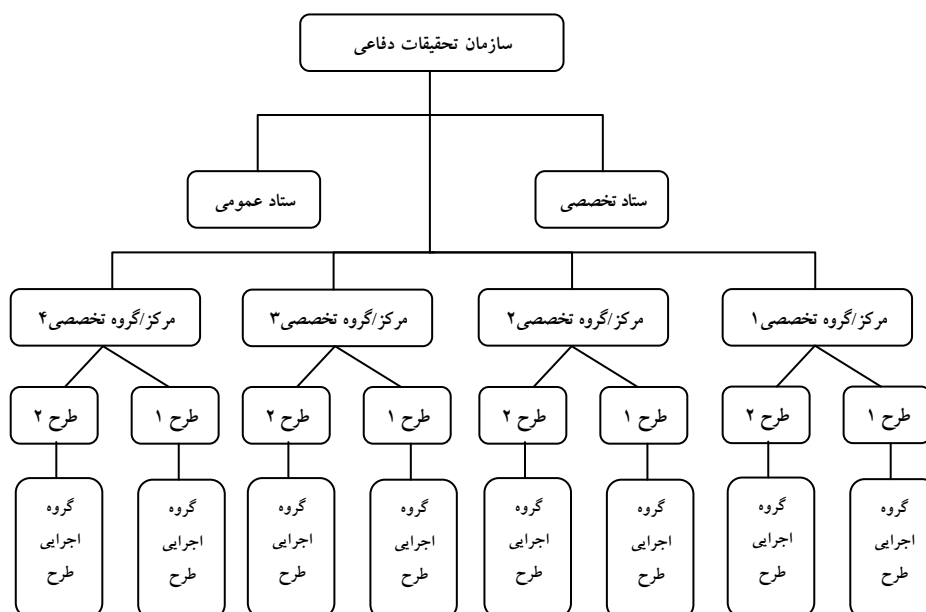 سازمان تحقیقات دفاعی
ستاد تخصصی
ستاد عمومی
مرکز/گروه تخصصی۱
مرکز/گروه تخصصی۲
مرکز/گروه تخصصی۳
مرکز/گروه تخصصی۴
طرح ۱
طرح ۲
طرح ۱
طرح ۲
طرح ۱
طرح ۲
طرح ۱
طرح ۲
گروه
اجرایی
طرح
گروه
اجرایی
طرح
گروه
اجرایی
طرح
گروه
اجرایی
طرح
گروه
اجرایی
طرح
گروه
اجرایی
طرح
گروه
اجرایی
طرح
گروه
اجرایی
طرح